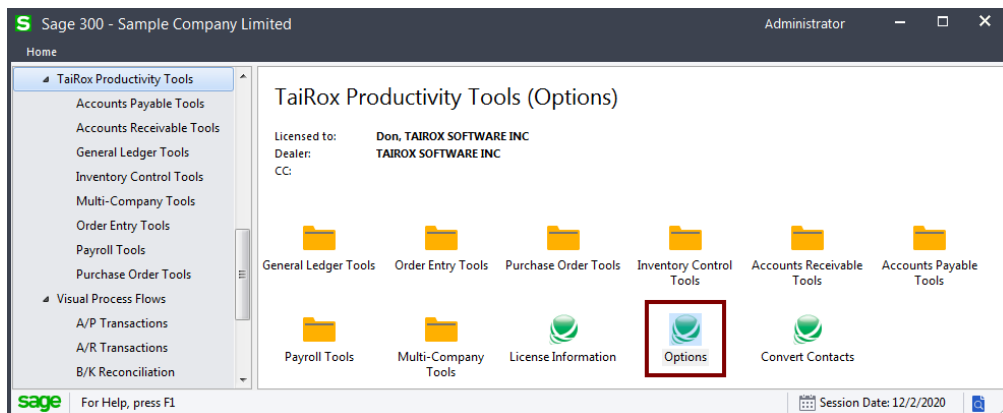 S Sage 300 - Sample Company Limited Administrator
Home
TaiRox Productivity Tools
Accounts Payable Tools
Accounts Receivable Tools
General Ledger Tools
Inventory Control Tools
Multi-Company Tools
Order Entry Tools
Payroll Tools
Purchase Order Tools
Visual Process Flows
A/P Transactions
A/R Transactions
B/K Reconciliation
TaiRox Productivity Tools (Options)
Licensed to: Don, TAIROX SOFTWARE INC
Dealer: TAIROX SOFTWARE INC
CC:
General Ledger Tools
Order Entry Tools
Purchase Order Tools
Inventory Control
Tools
Accounts Receivable
Tools
Accounts Payable
Tools
Payroll Tools
Multi-Company
Tools
License Information
Options
Convert Contacts
sage For Help, press F1 Session Date: 12/2/2020